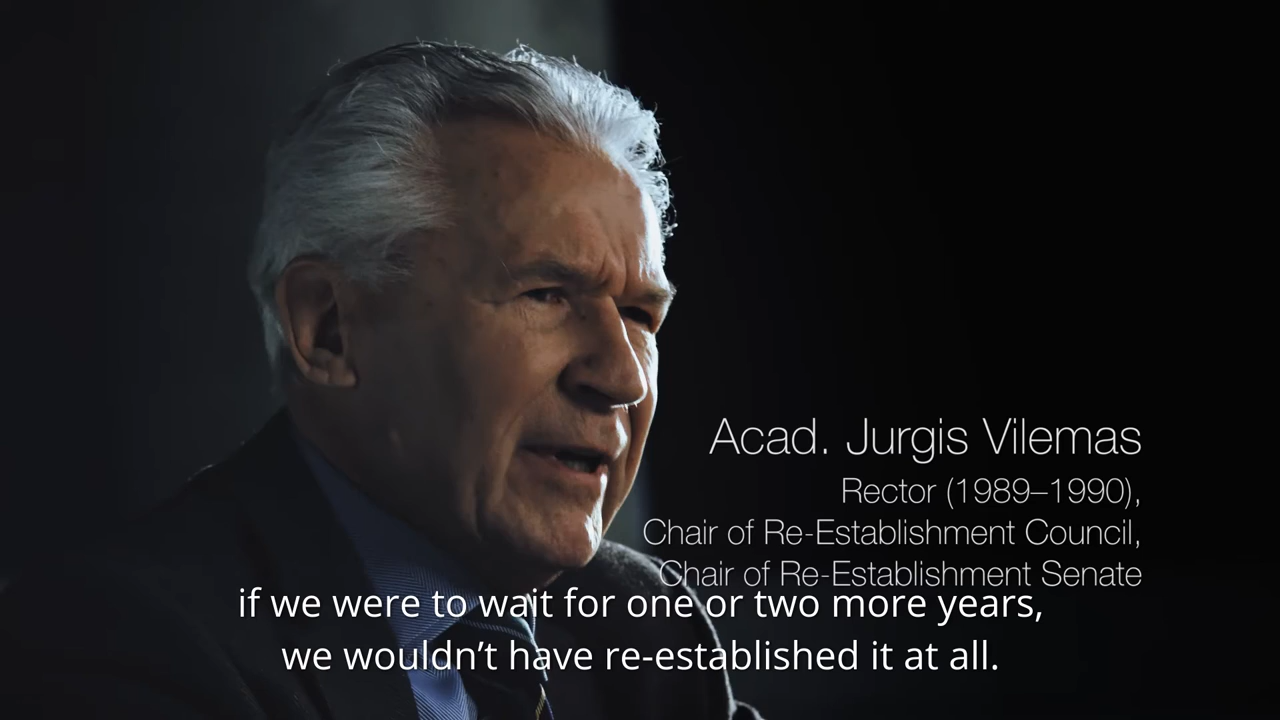 Acad. Jurgis Vilemas
Rector (1989–1990),
Chair of Re-Establishment Council,
Chair of Re-Establishment Senate
if we were to wait for one or two more years,
we wouldn’t have re-established it at all.